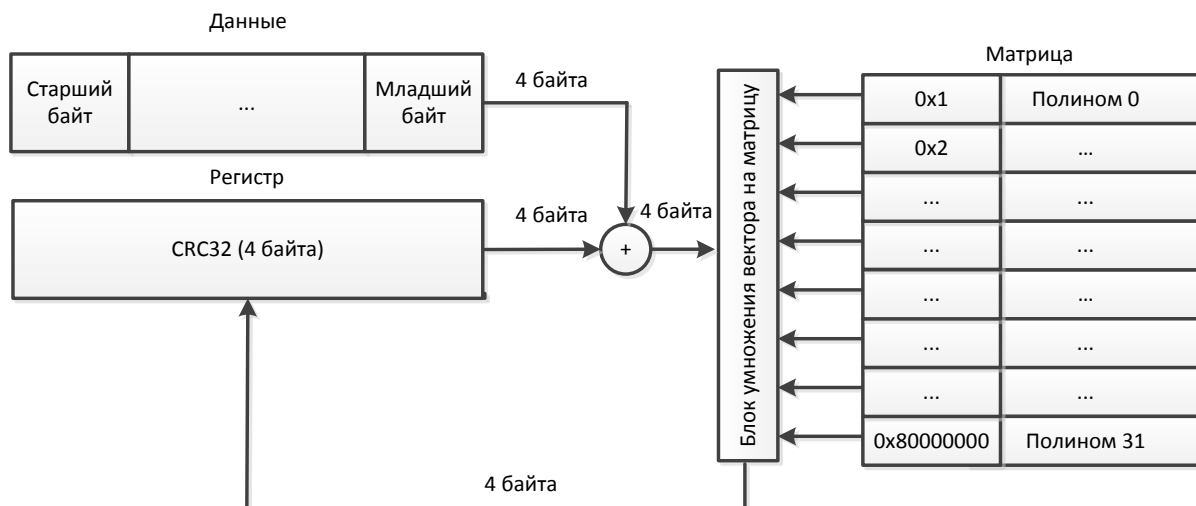 Данные
Старший байт
...
Младший байт
4 байта
Регистр
CRC32 (4 байта)
4 байта
+
4 байта
Блок умножения вектора на матрицу
Матрица
0x1 Полином 0
0x2 ...
... ...
... ...
... ...
... ...
... ...
0x80000000 Полином 31
4 байта